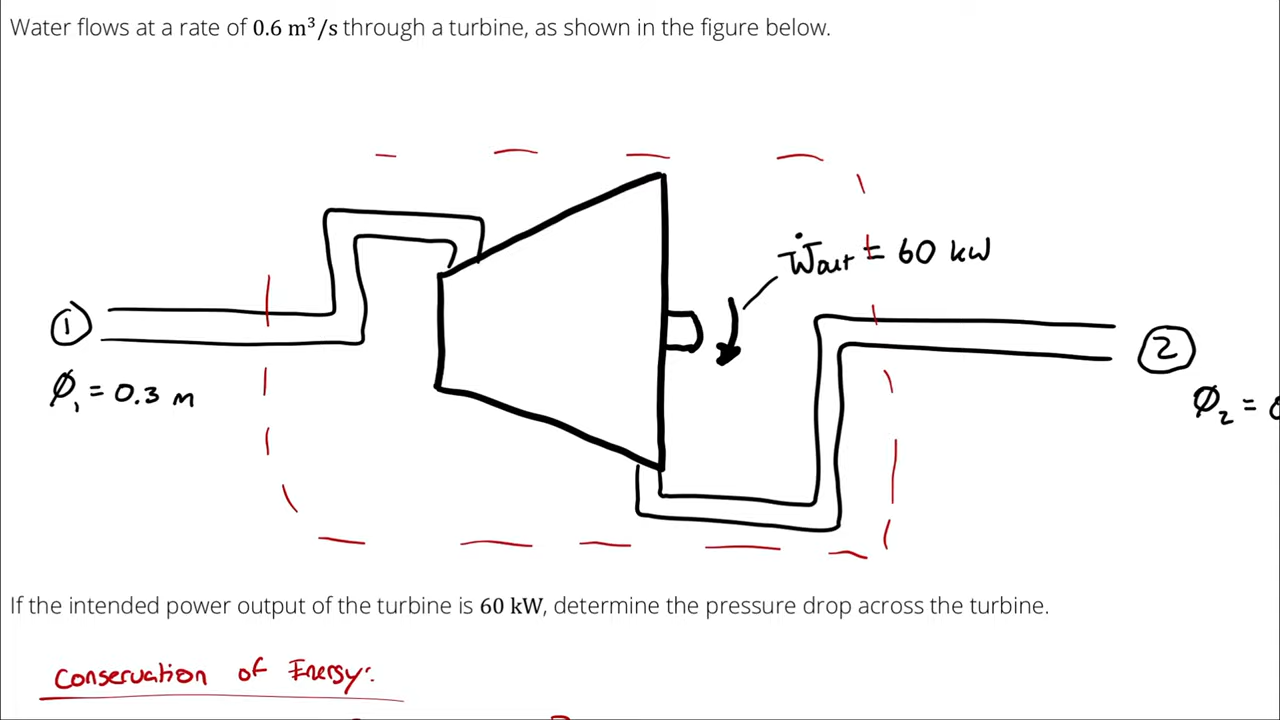 Water flows at a rate of 0.6 m³/s through a turbine, as shown in the figure below.
Ẇout = 60 kW
1
2
Ø₁ = 0.3 m
Ø₂ =
If the intended power output of the turbine is 60 kW, determine the pressure drop across the turbine.
Conservation of Energy: